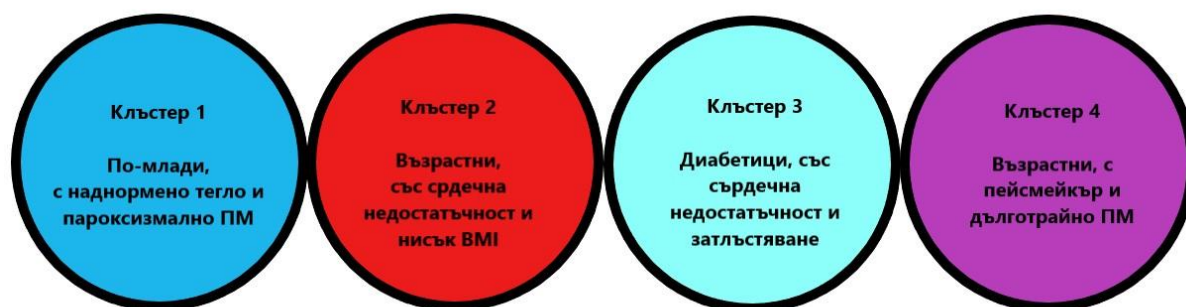 Клъстер 1
По-млади,
с наднормено тегло и
пароксизмално ПМ
Клъстер 2
Възрастни,
със срдечна
недостатъчност и
нисък BMI
Клъстер 3
Диабетици, със
сърдечна
недостатъчност и
затлъстяване
Клъстер 4
Възрастни, с
пейсмейкър и
дълготрайно ПМ